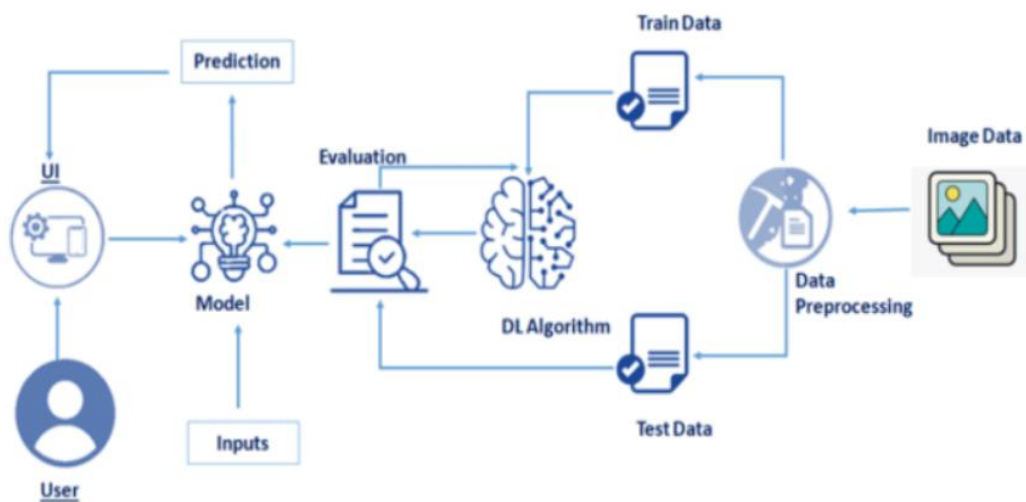 Train Data
Prediction
Image Data
Evaluation
UI
Data
Preprocessing
Model
DL Algorithm
Inputs
Test Data
User